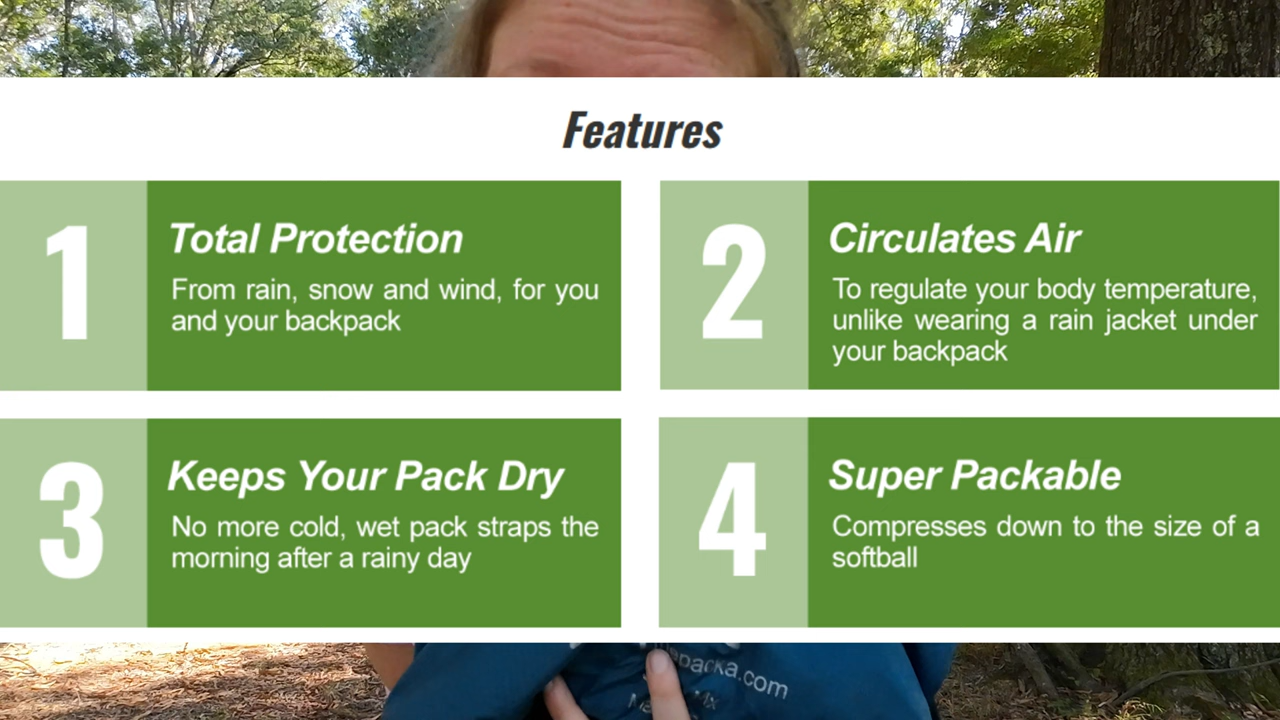 Features
1
Total Protection
From rain, snow and wind, for you
and your backpack
2
Circulates Air
To regulate your body temperature,
unlike wearing a rain jacket under
your backpack
3
Keeps Your Pack Dry
No more cold, wet pack straps the
morning after a rainy day
4
Super Packable
Compresses down to the size of a
softball